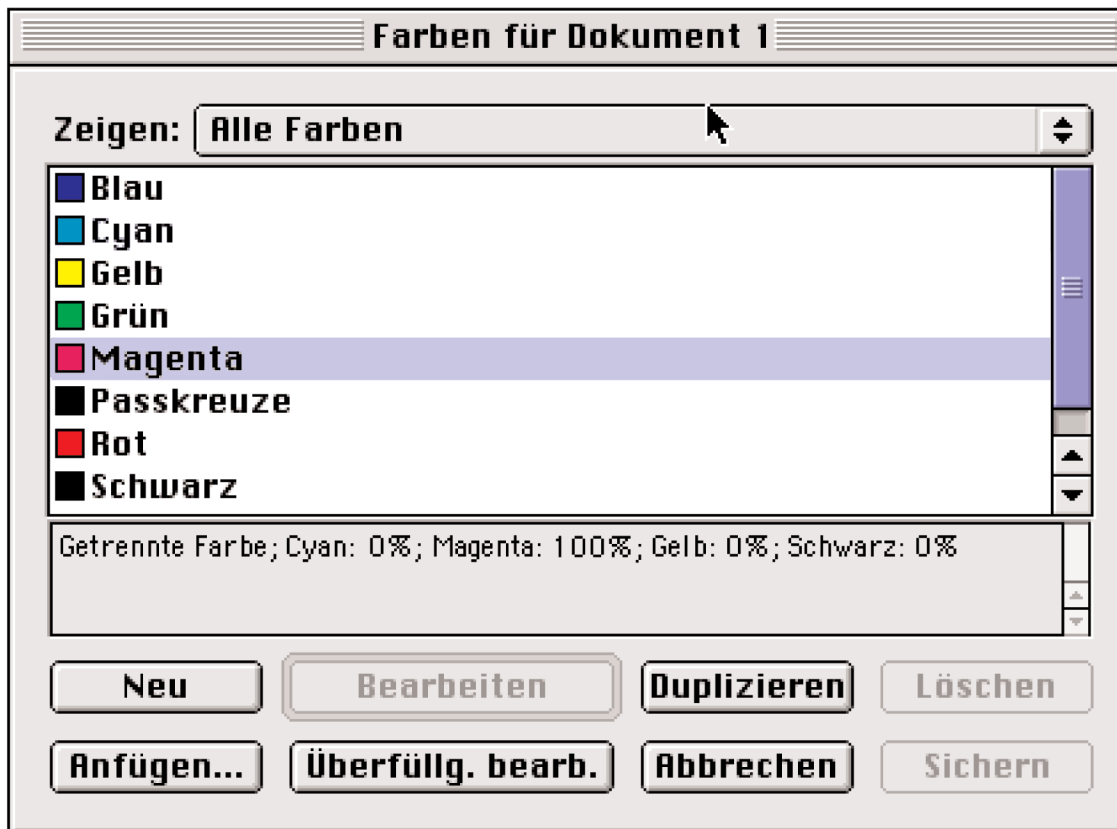 Farben für Dokument 1
Zeigen: Alle Farben
Blau
Cyan
Gelb
Grün
Magenta
Passkreuze
Rot
Schwarz
Getrennte Farbe; Cyan: 0%; Magenta: 100%; Gelb: 0%; Schwarz: 0%
Neu Bearbeiten Duplizieren Löschen
Anfügen... Überfüllg. bearb. Abbrechen Sichern